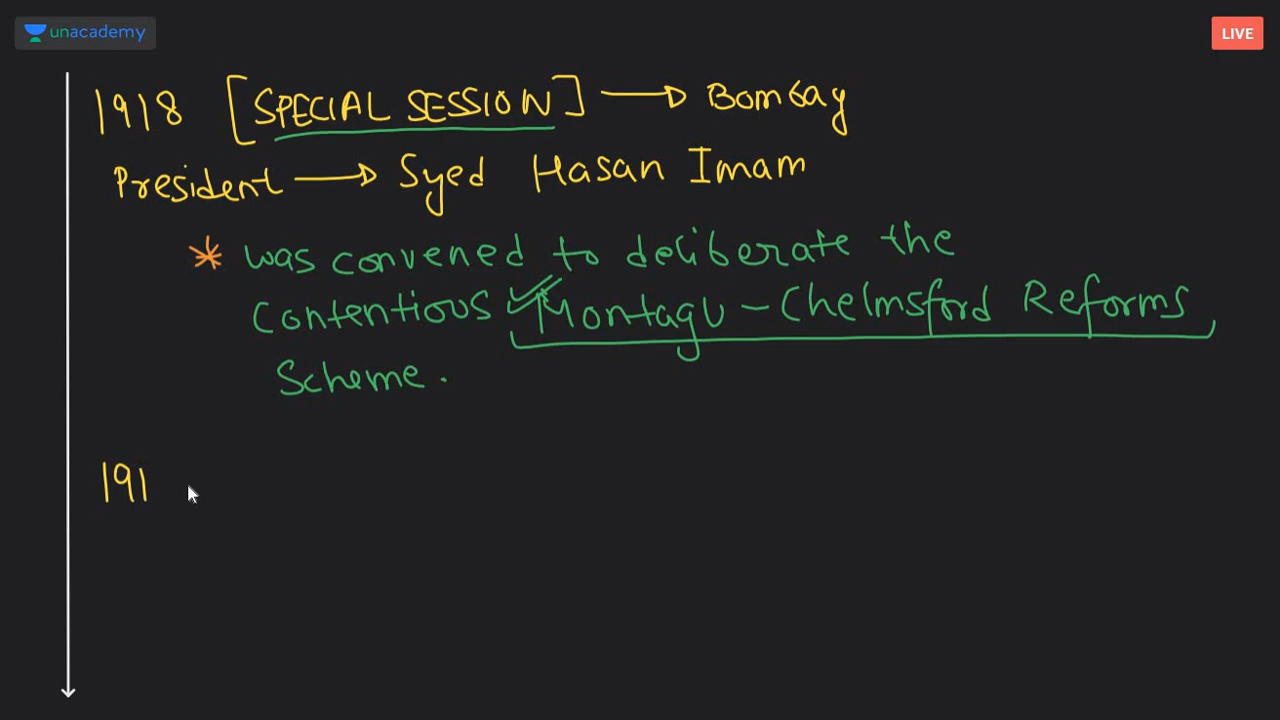 unacademy
LIVE
1918 [SPECIAL SESSION] → Bombay
President → Syed Hasan Imam
* was convened to deliberate the
contentious Montagu - Chelmsford Reforms
Scheme.
191